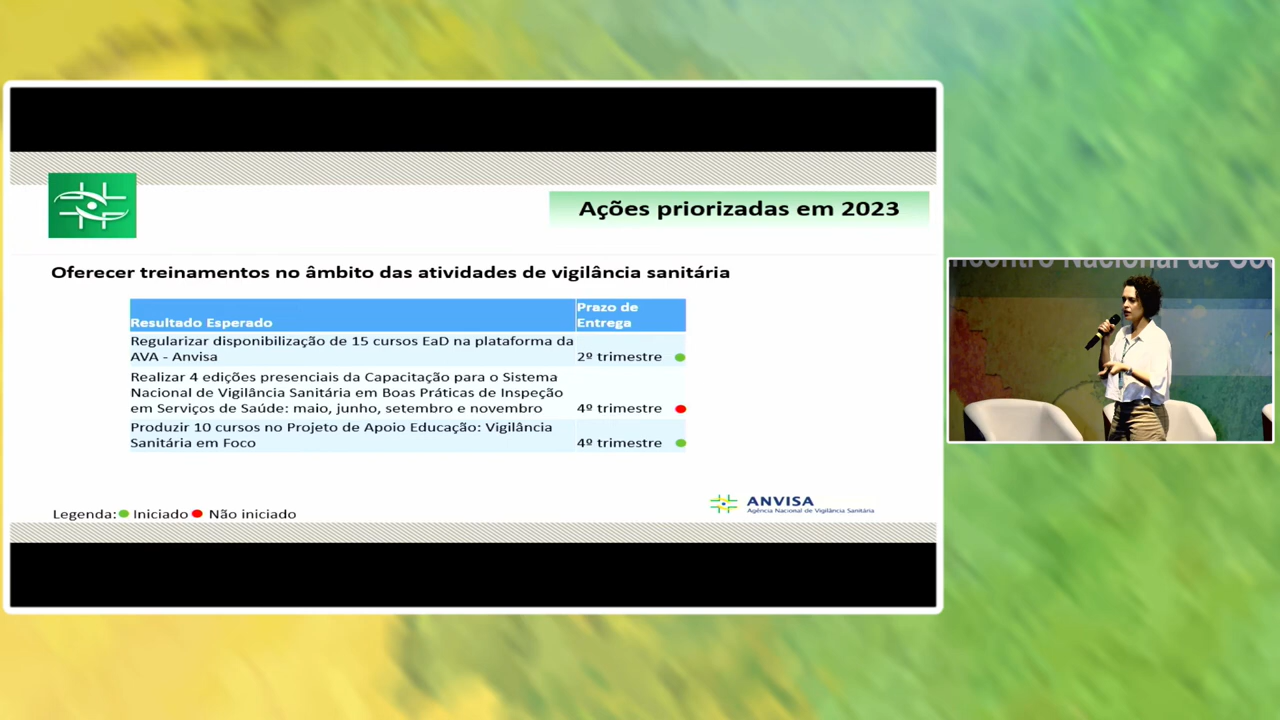 Ações priorizadas em 2023
Oferecer treinamentos no âmbito das atividades de vigilância sanitária
Resultado Esperado
Prazo de
Entrega
Regularizar disponibilização de 15 cursos EaD na plataforma da
AVA - Anvisa
2º trimestre
Realizar 4 edições presenciais da Capacitação para o Sistema
Nacional de Vigilância Sanitária em Boas Práticas de Inspeção
em Serviços de Saúde: maio, junho, setembro e novembro
4º trimestre
Produzir 10 cursos no Projeto de Apoio Educação: Vigilância
Sanitária em Foco
4º trimestre
Legenda: Iniciado Não iniciado
ANVISA
Agência Nacional de Vigilância Sanitária
Nacional de